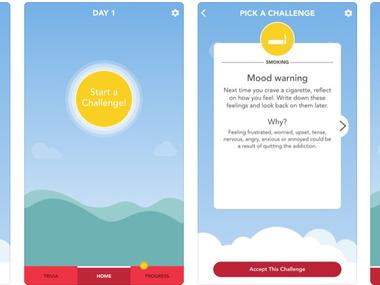 DAY 1
Start a
Challenge!
TRIVIA
HOME
PROGRESS
PICK A CHALLENGE
SMOKING
Mood warning
Next time you crave a cigarette, reflect
on how you feel. Write down these
feelings and look back on them later.
Why?
Feeling frustrated, worried, upset, tense,
nervous, angry, anxious or annoyed could be
a result of quitting the addiction.
Accept This Challenge